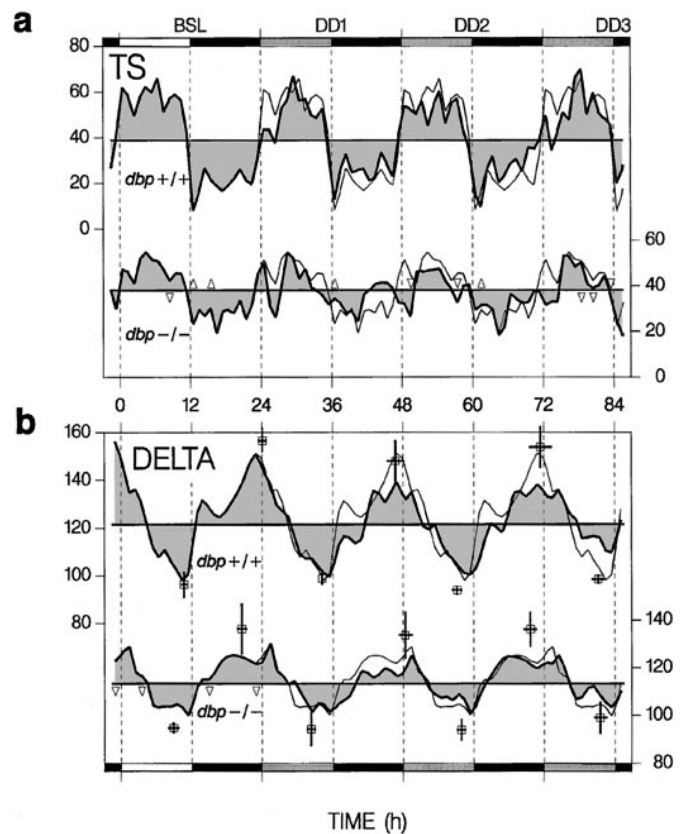 a
BSL DD1 DD2 DD3
80
TS
60
40
dbp+/+
20
0
60
40
dbp-/-
20
0
0 12 24 36 48 60 72 84
b
160
DELTA
140
120
100
dbp+/+
80
140
120
dbp-/-
100
80
TIME (h)